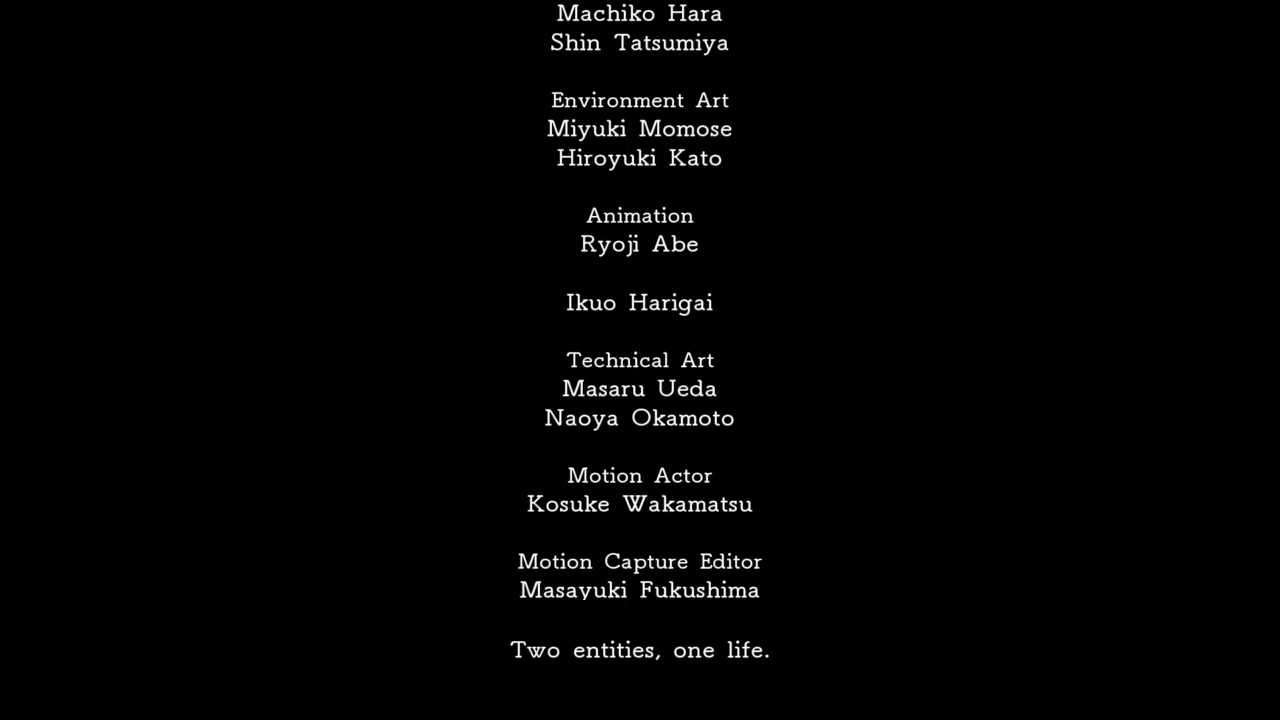 Machiko Hara
Shin Tatsumiya
Environment Art
Miyuki Momose
Hiroyuki Kato
Animation
Ryoji Abe
Ikuo Harigai
Technical Art
Masaru Ueda
Naoya Okamoto
Motion Actor
Kosuke Wakamatsu
Motion Capture Editor
Masayuki Fukushima
Two entities, one life.